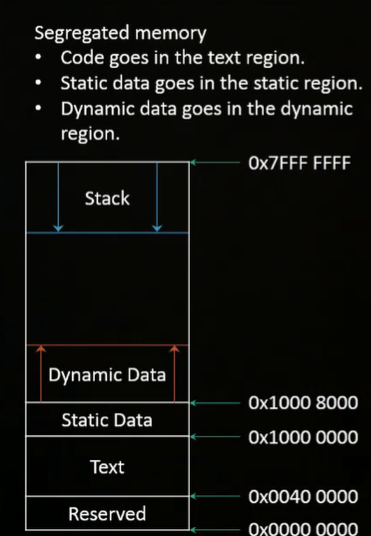 Segregated memory
• Code goes in the text region.
• Static data goes in the static region.
• Dynamic data goes in the dynamic
region.
0x7FFF FFFF
Stack
Dynamic Data
0x1000 8000
Static Data
0x1000 0000
Text
0x0040 0000
Reserved
0x0000 0000